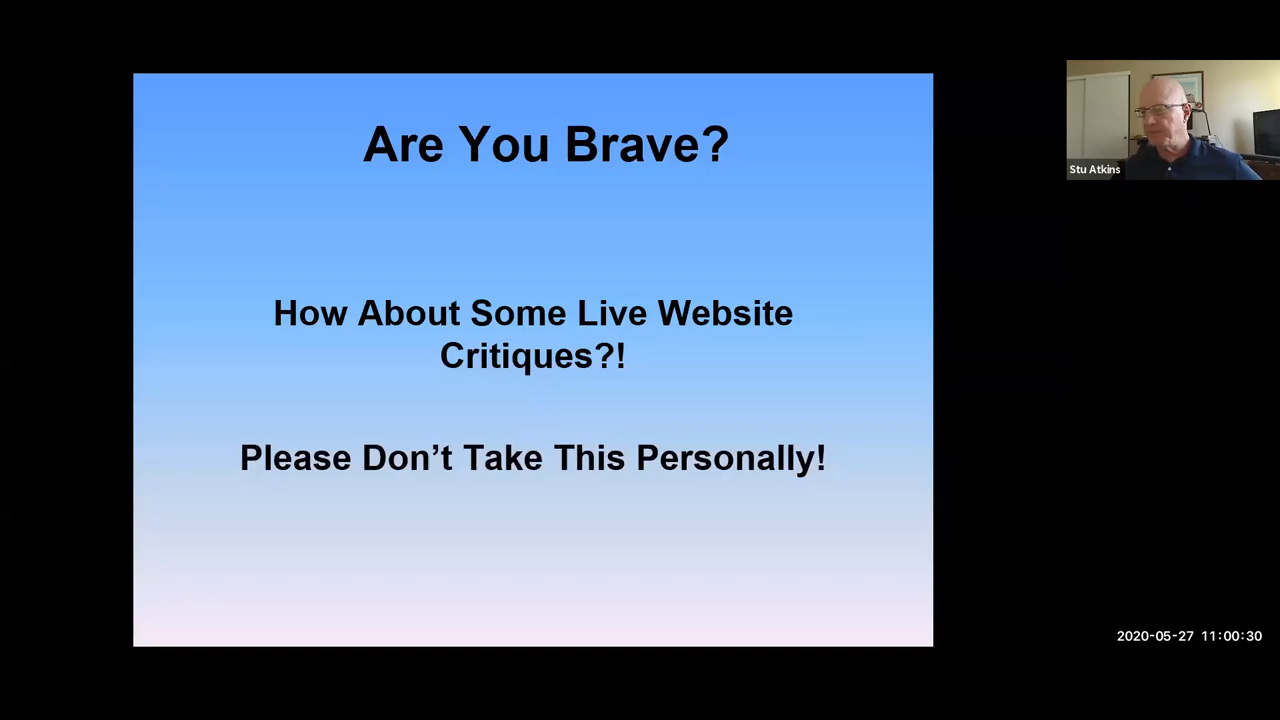 Are You Brave?
How About Some Live Website
Critiques?!
Please Don’t Take This Personally!
Stu Atkins
2020-05-27 11:00:30